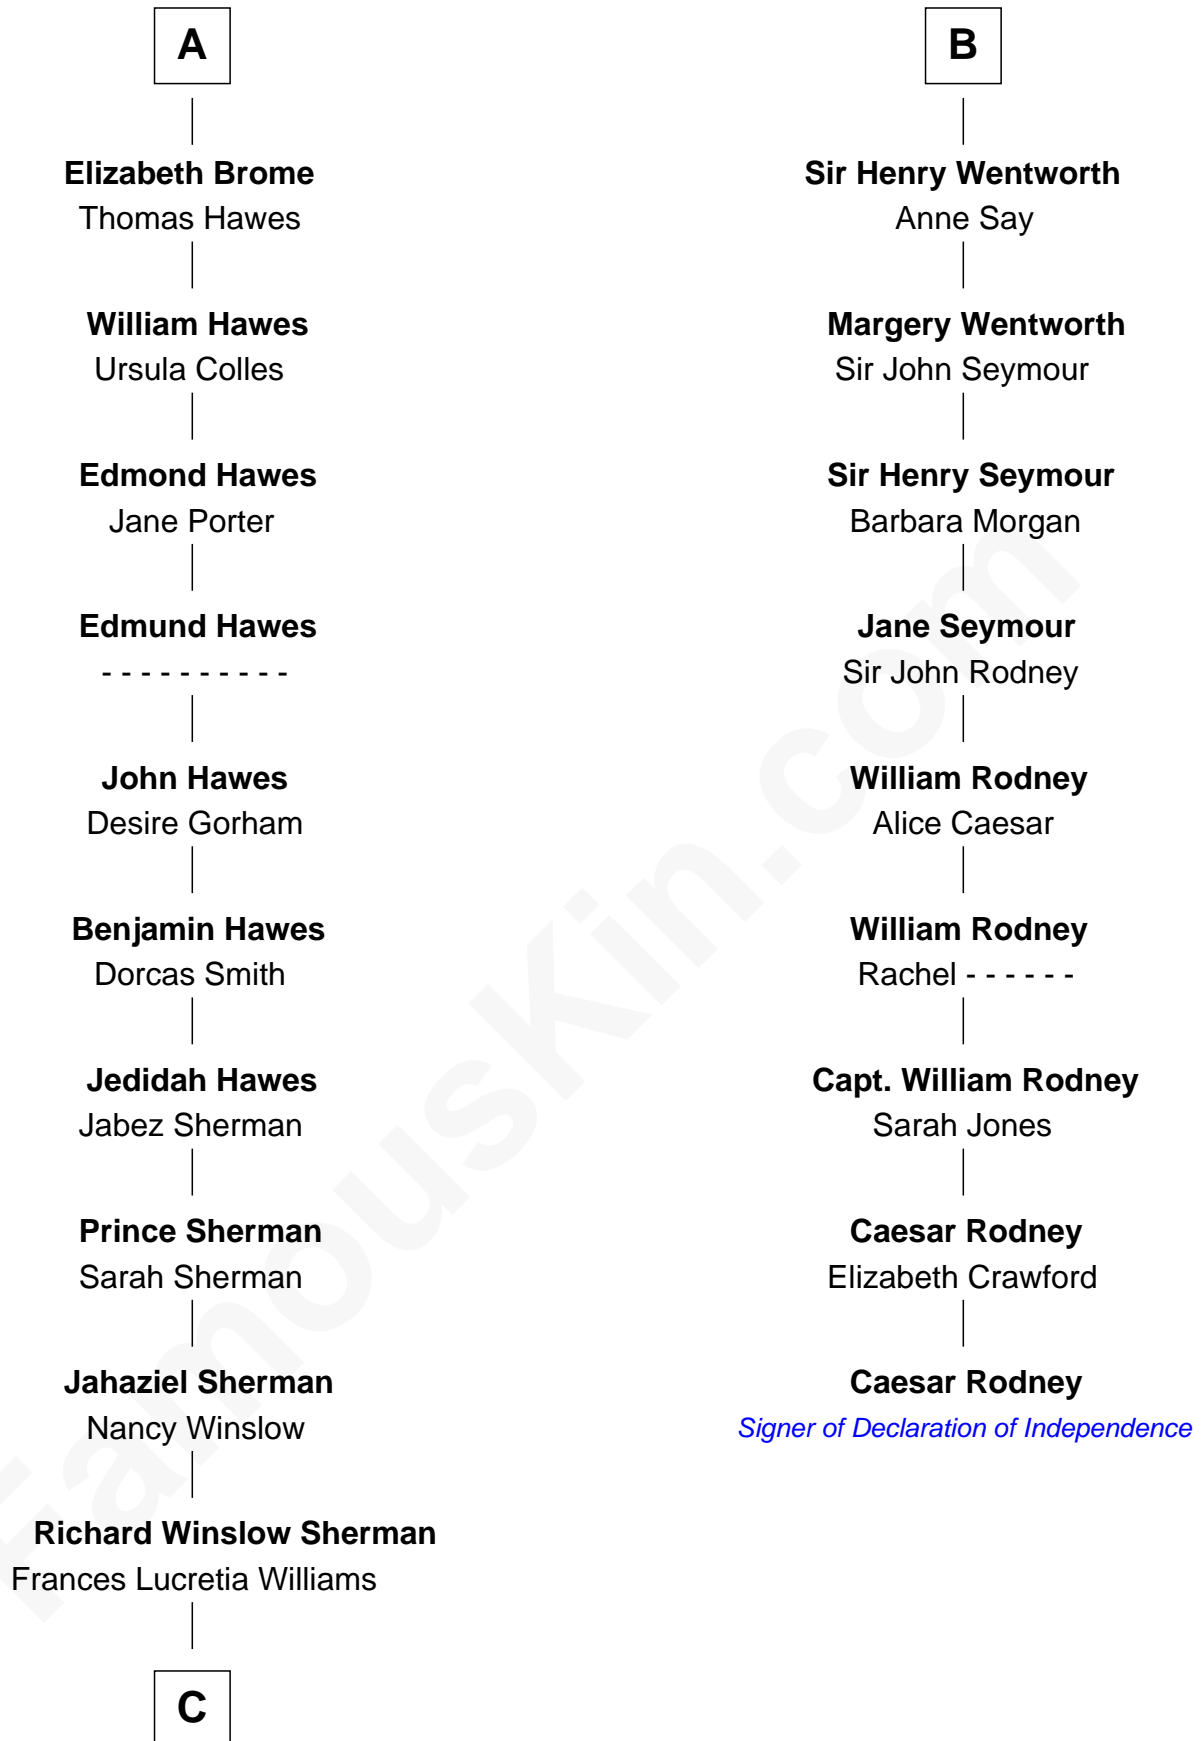 A
Elizabeth Brome
Thomas Hawes
William Hawes
Ursula Colles
Edmond Hawes
Jane Porter
Edmund Hawes
- - - - - - - - - -
John Hawes
Desire Gorham
Benjamin Hawes
Dorcas Smith
Jedidah Hawes
Jabez Sherman
Prince Sherman
Sarah Sherman
Jahaziel Sherman
Nancy Winslow
Richard Winslow Sherman
Frances Lucretia Williams
C
B
Sir Henry Wentworth
Anne Say
Margery Wentworth
Sir John Seymour
Sir Henry Seymour
Barbara Morgan
Jane Seymour
Sir John Rodney
William Rodney
Alice Caesar
William Rodney
Rachel - - - - - -
Capt. William Rodney
Sarah Jones
Caesar Rodney
Elizabeth Crawford
Caesar Rodney
Signer of Declaration of Independence
FamousKin.com